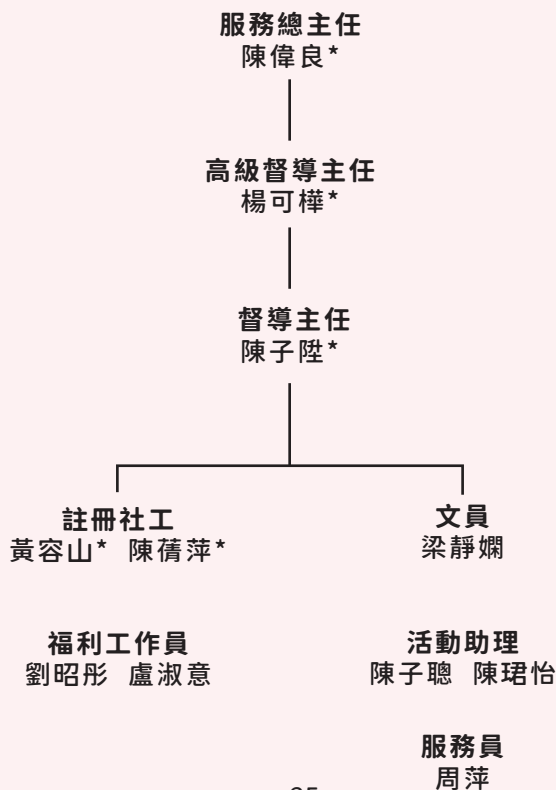 服務總主任
陳偉良*
高級督導主任
楊可樺*
督導主任
陳子陞*
註冊社工
黃容山* 陳蒨萍*
文員
梁靜嫻
福利工作員
劉昭彤 盧淑意
活動助理
陳子聰 陳珺怡
服務員
周萍